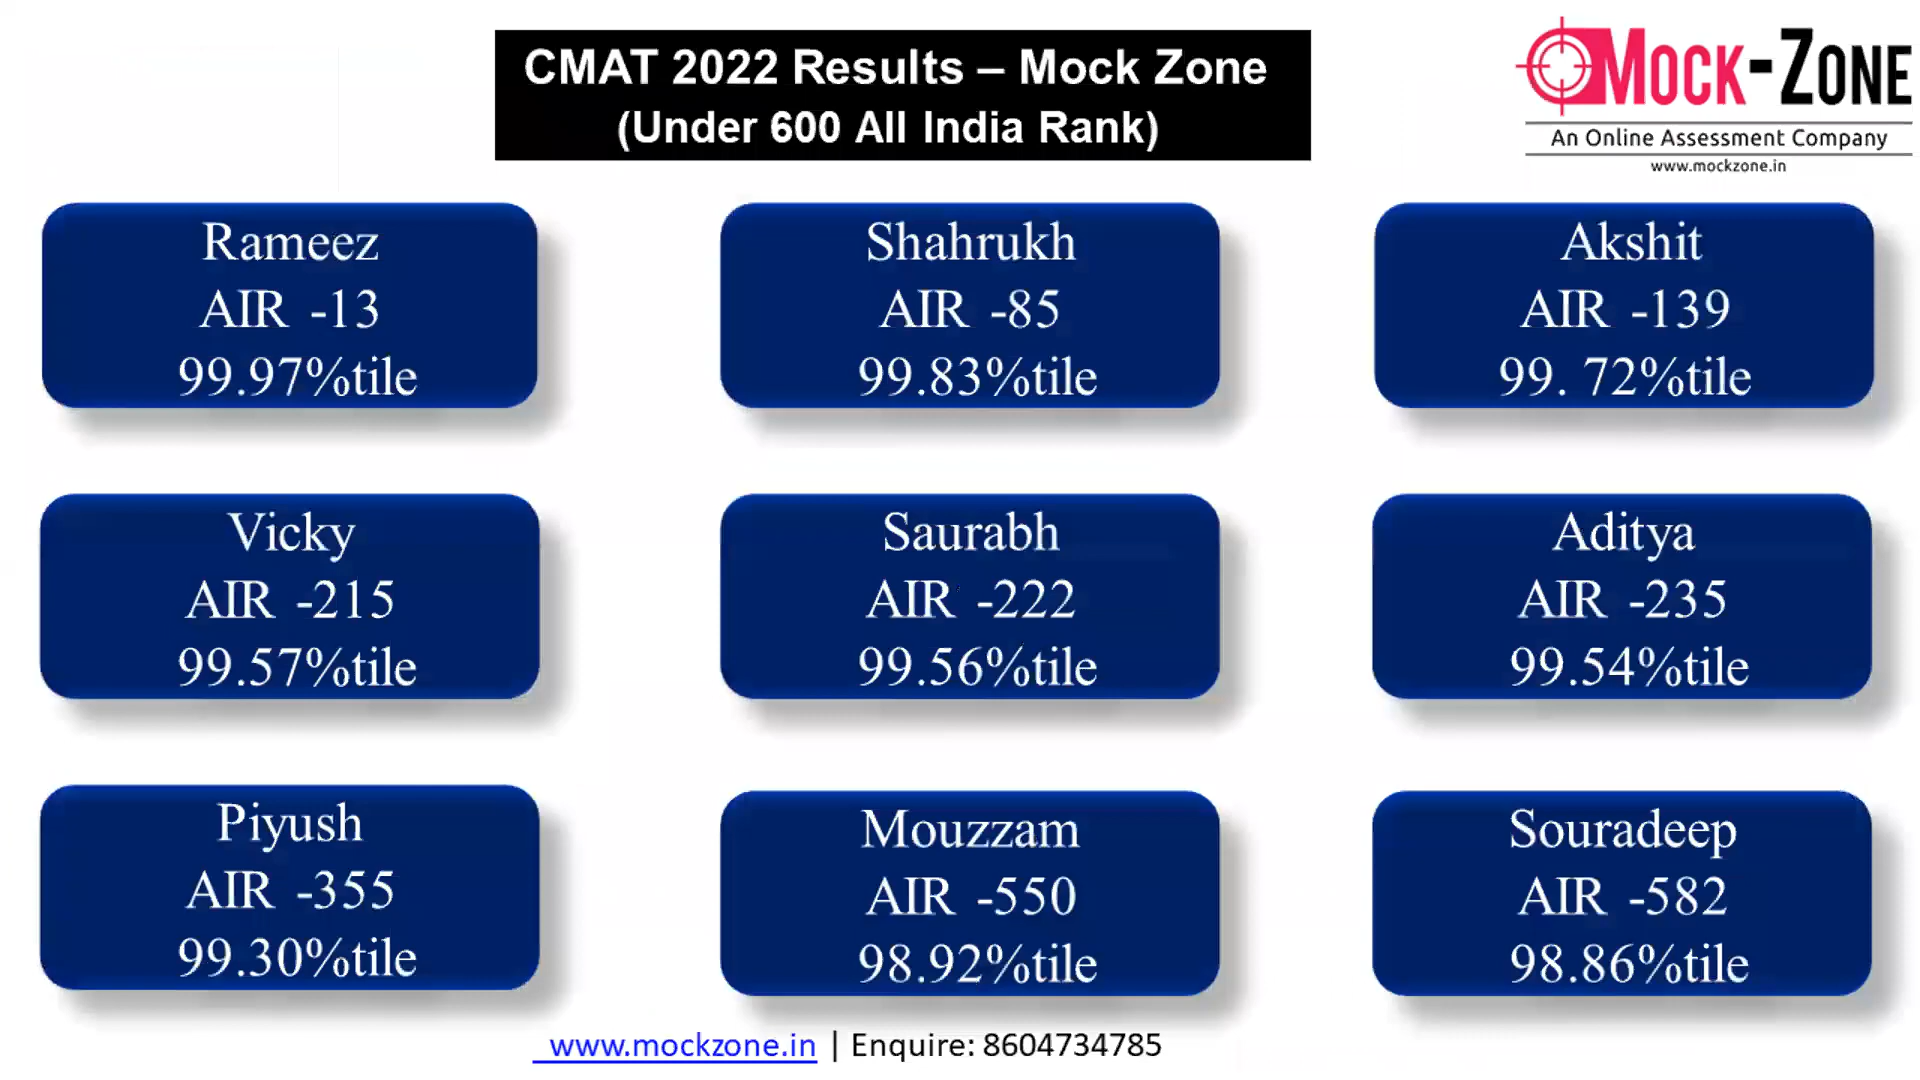 CMAT 2022 Results – Mock Zone
(Under 600 All India Rank)
Mock-Zone
An Online Assessment Company
www.mockzone.in
Rameez
AIR -13
99.97%tile
Shahrukh
AIR -85
99.83%tile
Akshit
AIR -139
99. 72%tile
Vicky
AIR -215
99.57%tile
Saurabh
AIR -222
99.56%tile
Aditya
AIR -235
99.54%tile
Piyush
AIR -355
99.30%tile
Mouzzam
AIR -550
98.92%tile
Souradeep
AIR -582
98.86%tile
www.mockzone.in | Enquire: 8604734785